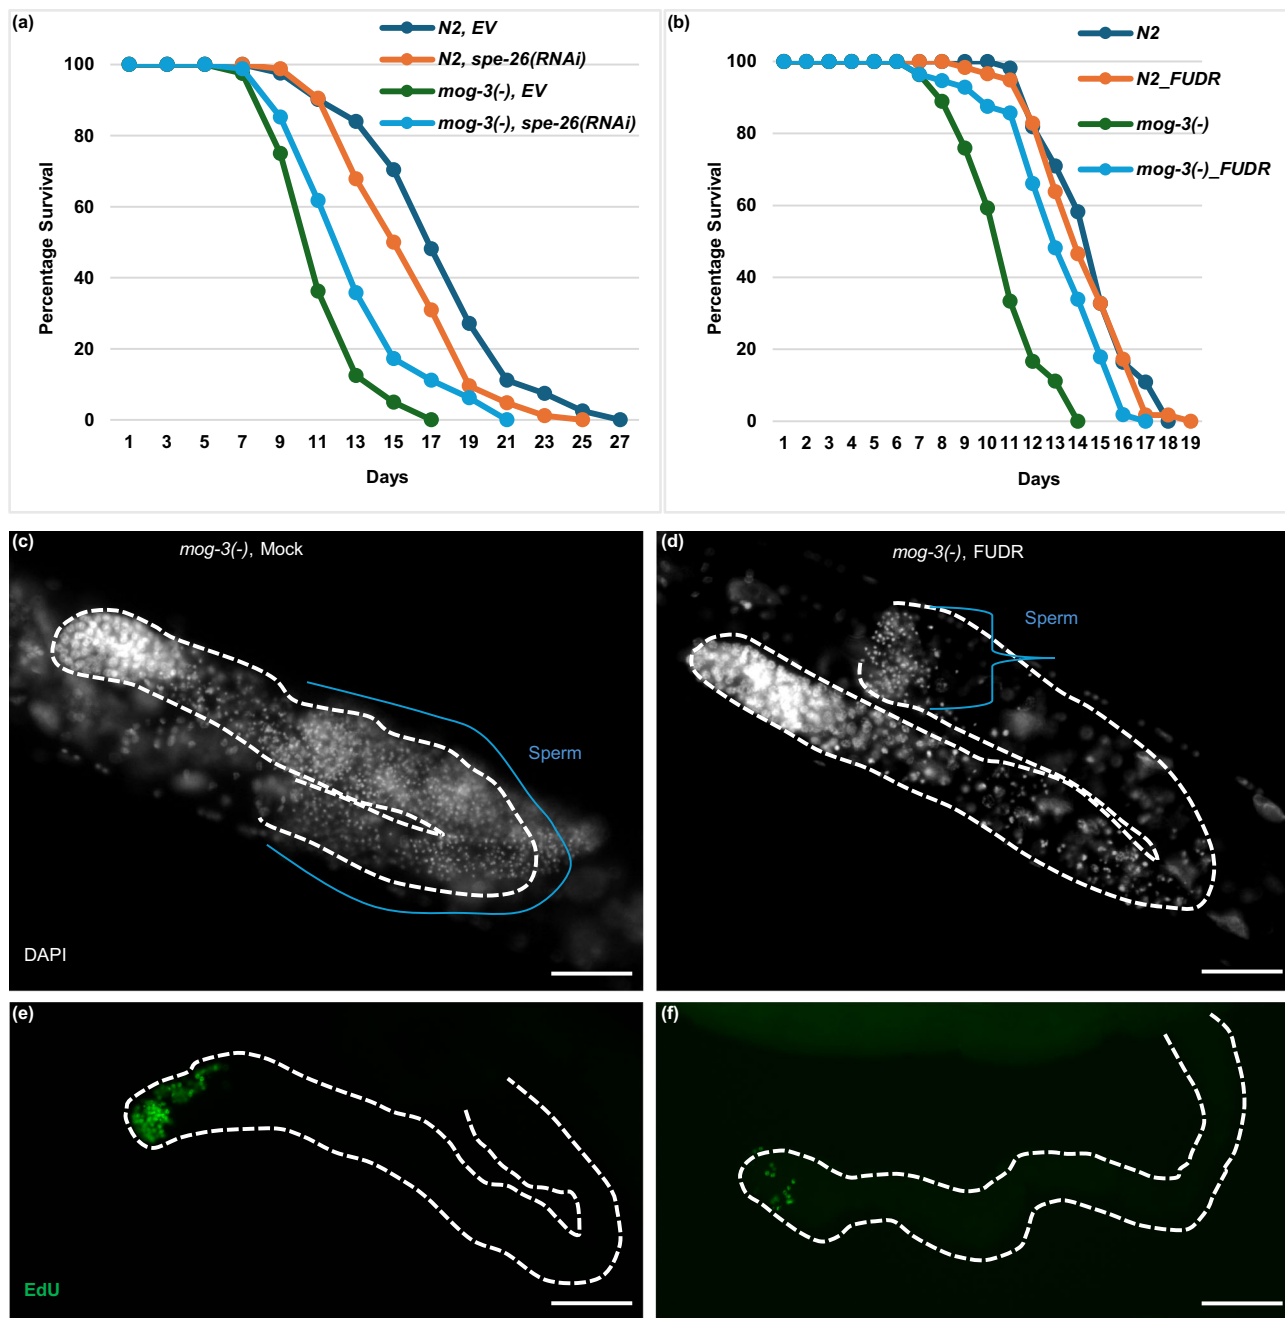 (a)
N2, EV
N2, spe-26(RNAi)
mog-3(-), EV
mog-3(-), spe-26(RNAi)
100
80
60
40
20
0
Percentage Survival
1 3 5 7 9 11 13 15 17 19 21 23 25 27
Days
(b)
N2
N2_FUDR
mog-3(-)
mog-3(-)_FUDR
100
80
60
40
20
0
Percentage Survival
1 2 3 4 5 6 7 8 9 10 11 12 13 14 15 16 17 18 19
Days
(c)
mog-3(-), Mock
Sperm
DAPI
(d)
mog-3(-), FUDR
Sperm
(e)
EdU
(f)